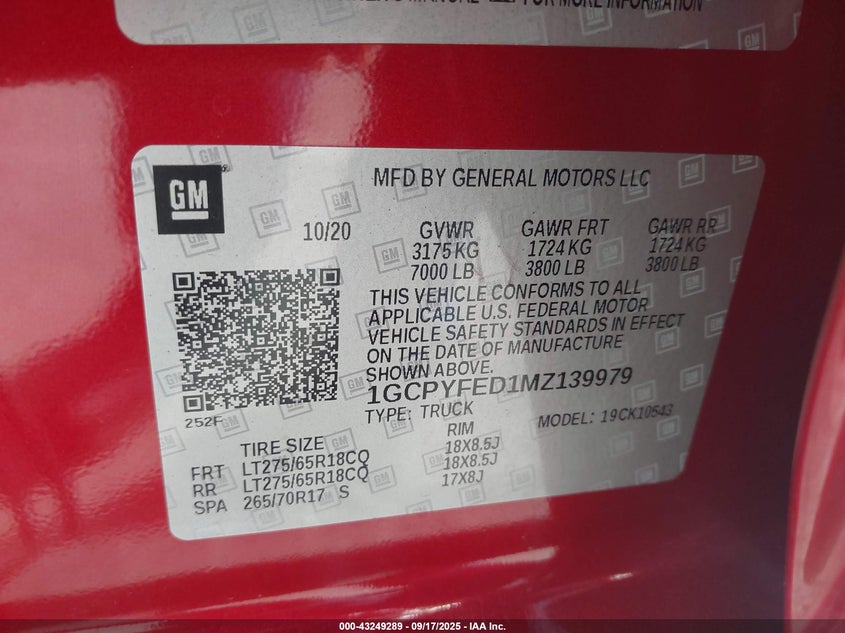 FOR MORE INFORMATION
GM
MFD BY GENERAL MOTORS LLC
10/20
GVWR
GAWR FRT
GAWR RR
3175 KG
1724 KG
1724 KG
7000 LB
3800 LB
3800 LB
THIS VEHICLE CONFORMS TO ALL
APPLICABLE U.S. FEDERAL MOTOR
VEHICLE SAFETY STANDARDS IN EFFECT
ON THE DATE OF MANUFACTURE
SHOWN ABOVE.
1GCPYFED1MZ139979
TYPE: TRUCK
MODEL: 19CK10543
252F
TIRE SIZE
RIM
FRT LT275/65R18CQ 18X8.5J
RR LT275/65R18CQ 18X8.5J
SPA 265/70R17 S 17X8J
000-43249289 - 09/17/2025 - IAA, Inc.